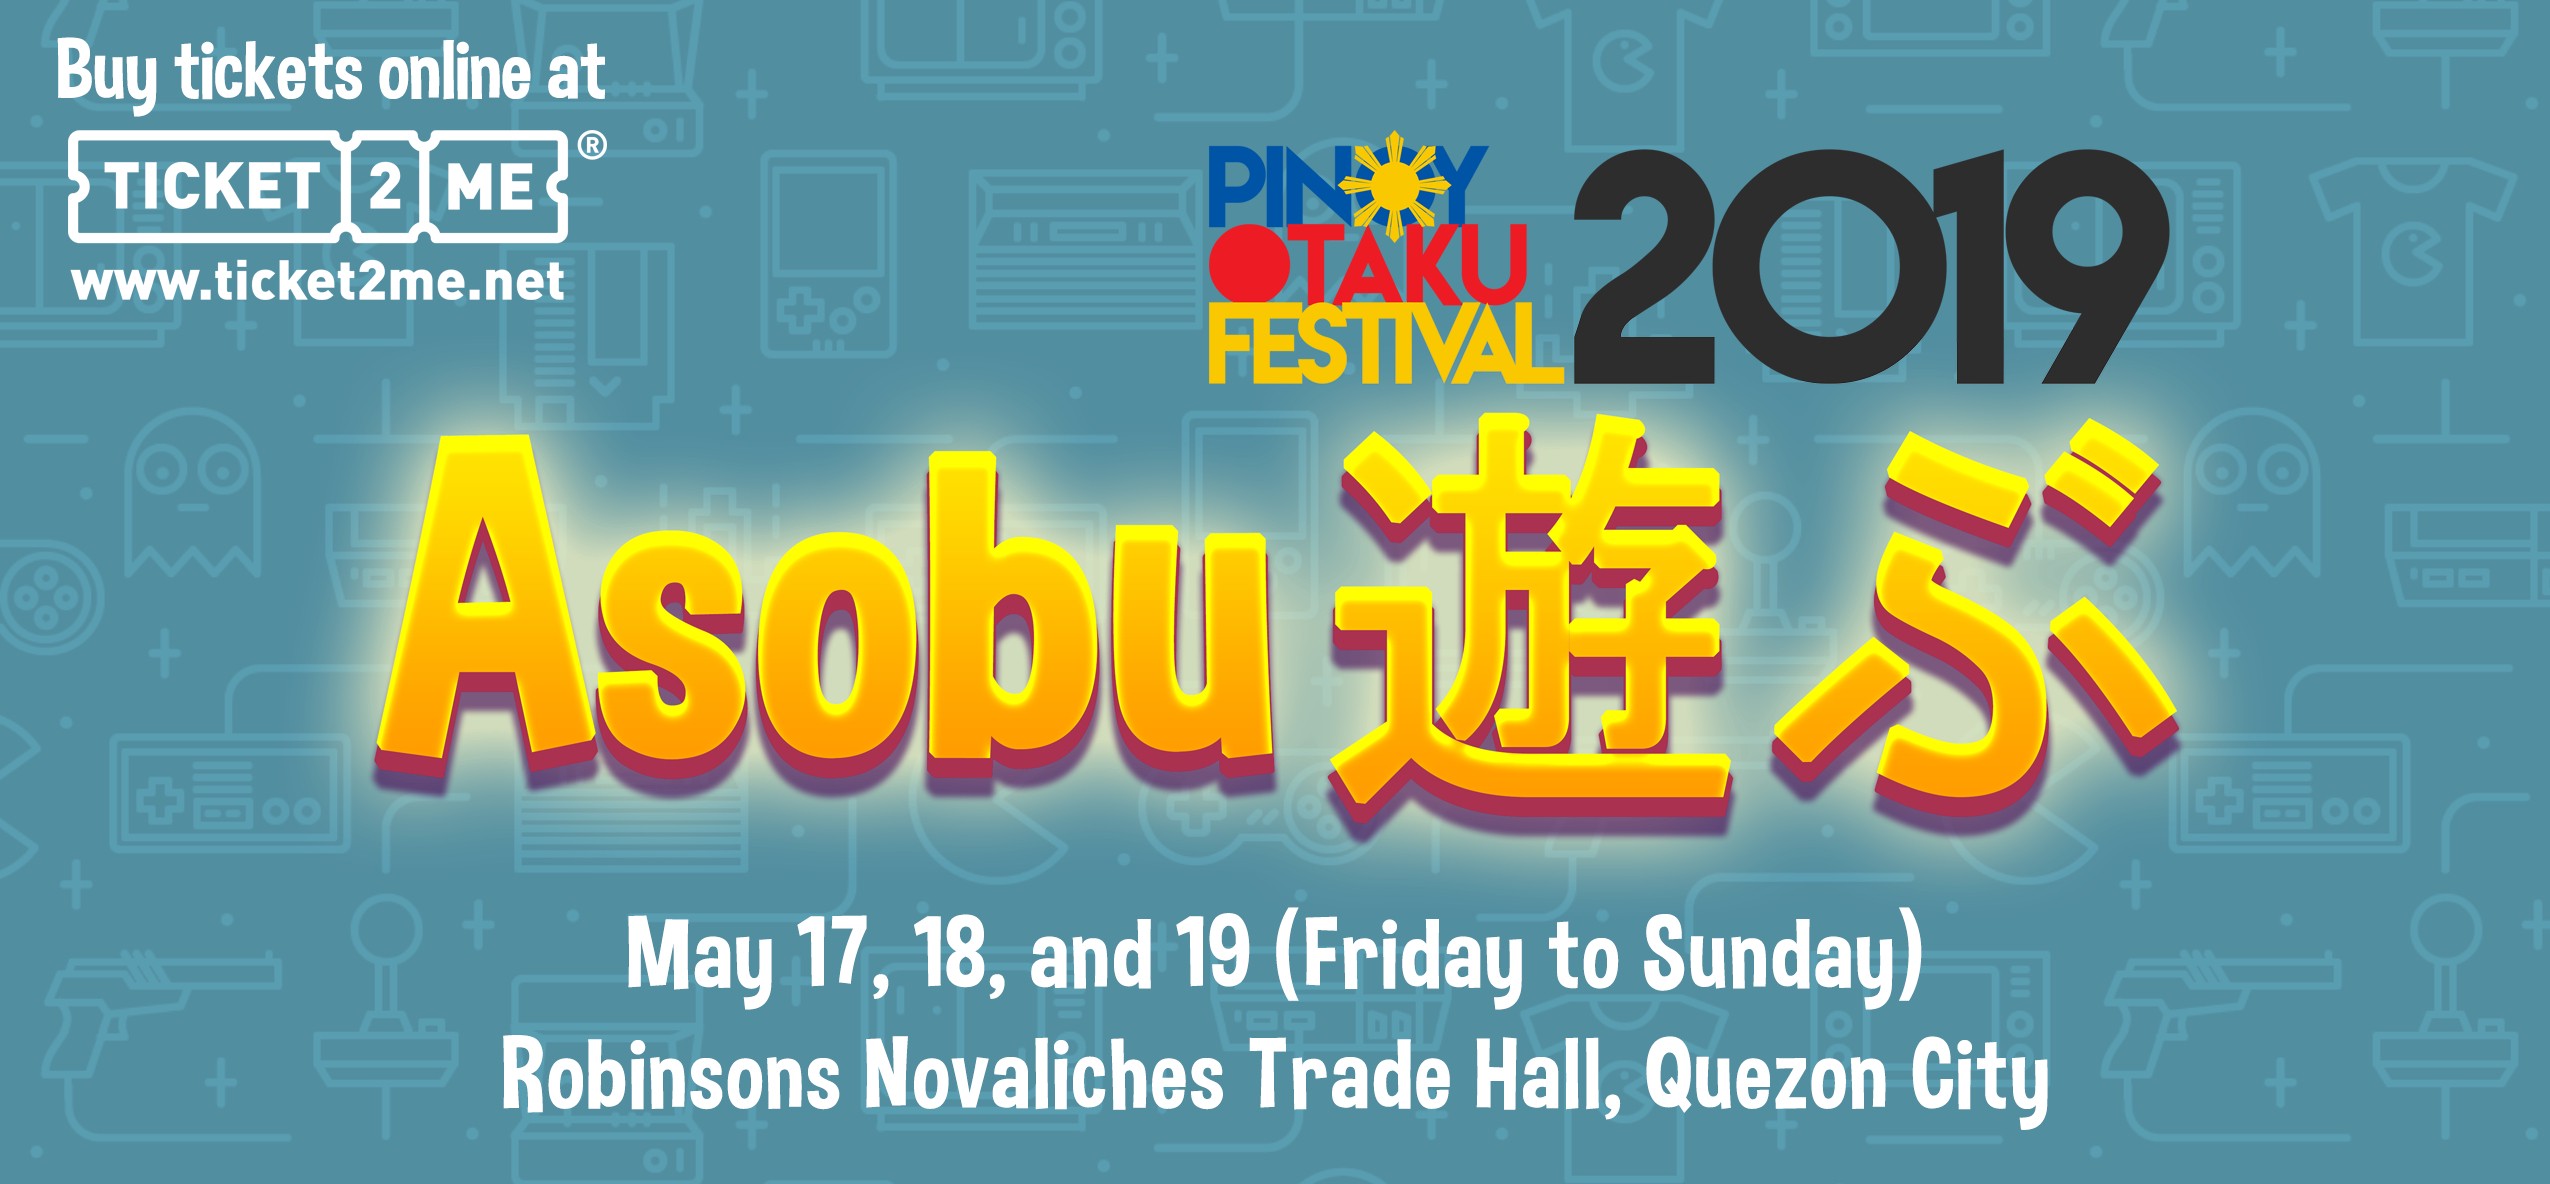 Buy tickets online at
TICKET 2 ME ®
www.ticket2me.net
PINOY
OTAKU
FESTIVAL
2019
Asobu 遊ぶ
May 17, 18, and 19 (Friday to Sunday)
Robinsons Novaliches Trade Hall, Quezon City